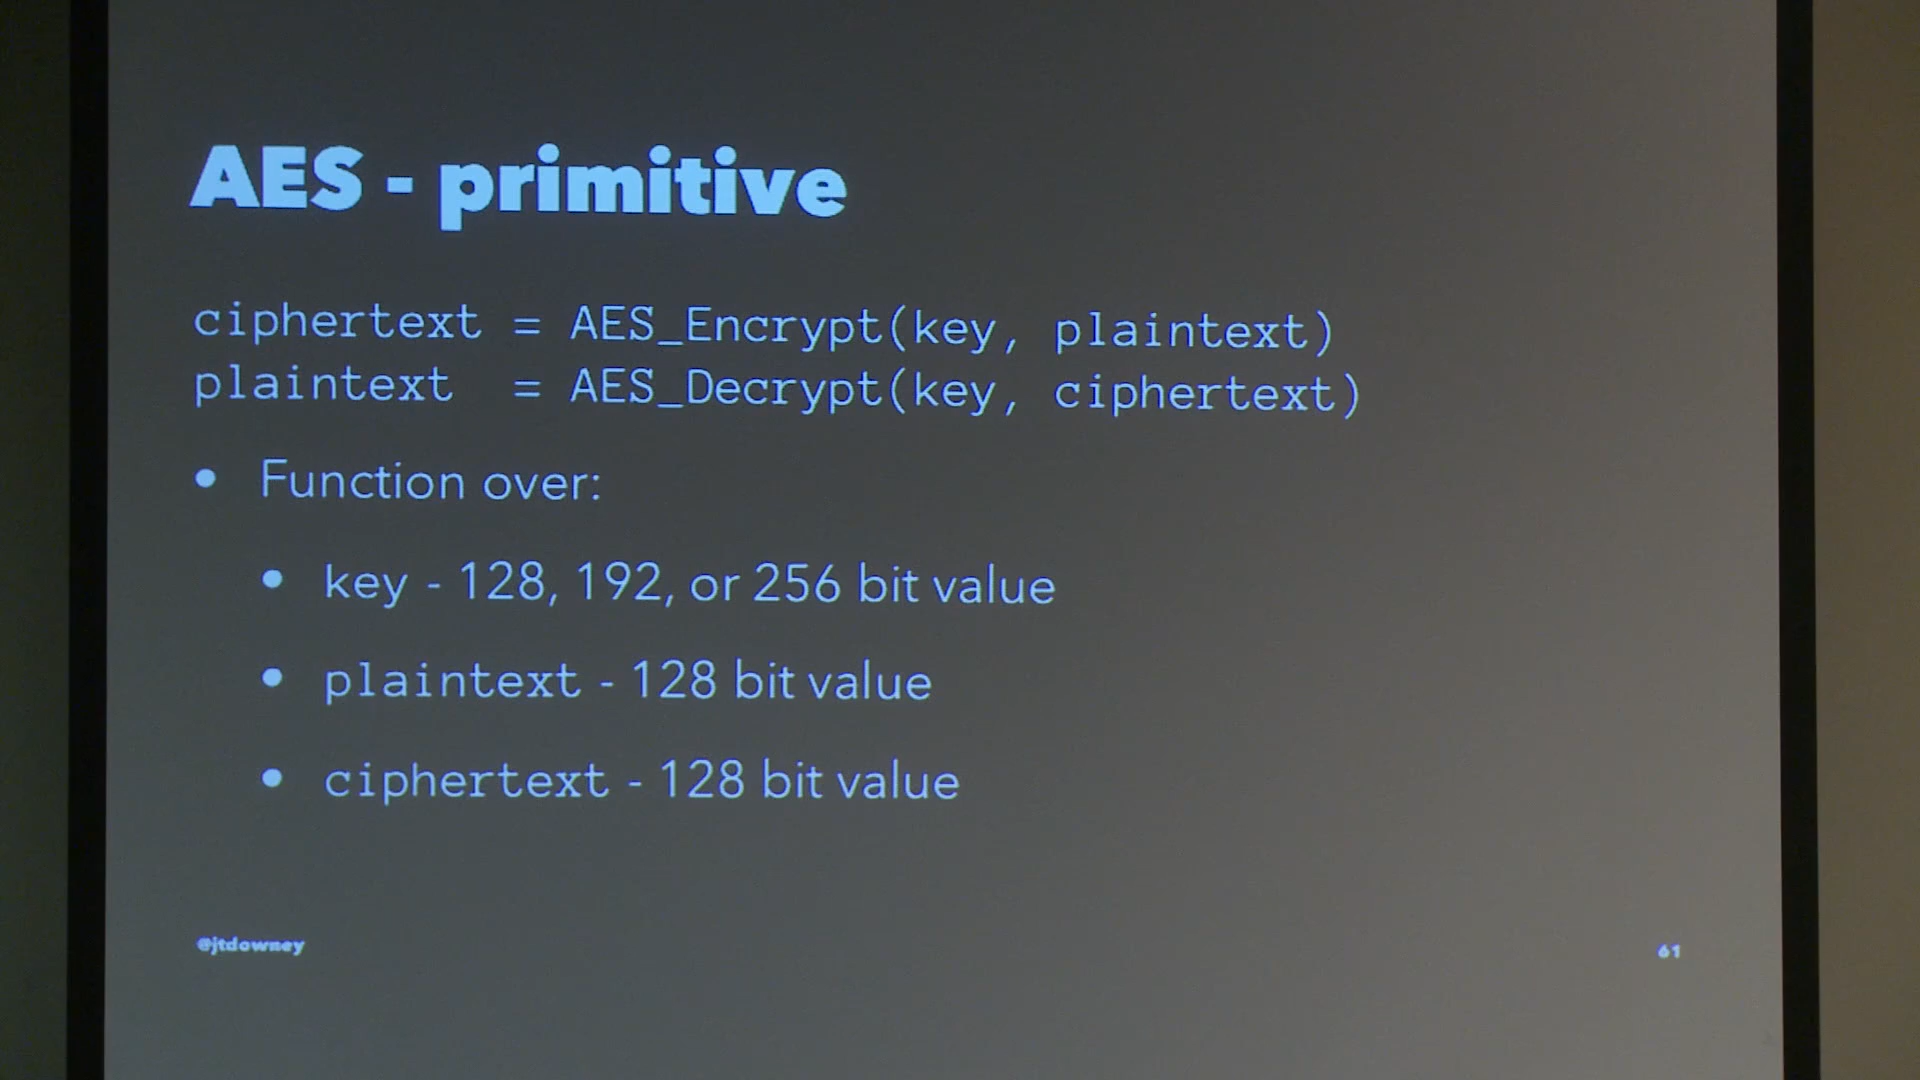 AES - primitive
ciphertext = AES_Encrypt(key, plaintext)
plaintext  = AES_Decrypt(key, ciphertext)
• Function over:
• key - 128, 192, or 256 bit value
• plaintext - 128 bit value
• ciphertext - 128 bit value
@jtdowney
61